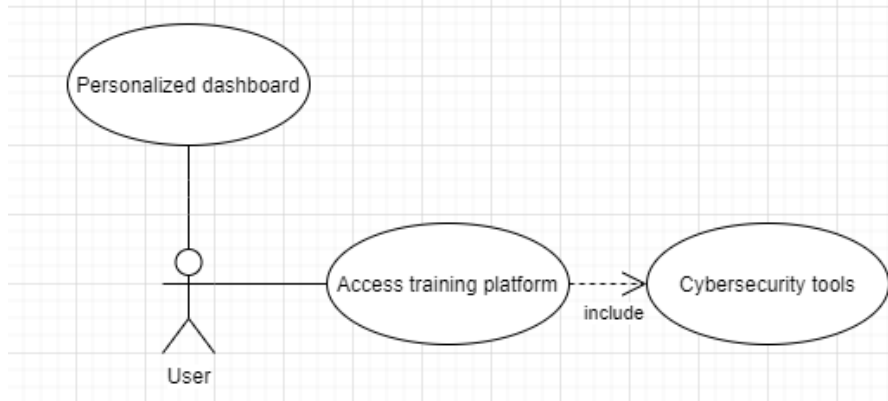 Personalized dashboard
Access training platform
Cybersecurity tools
include
User